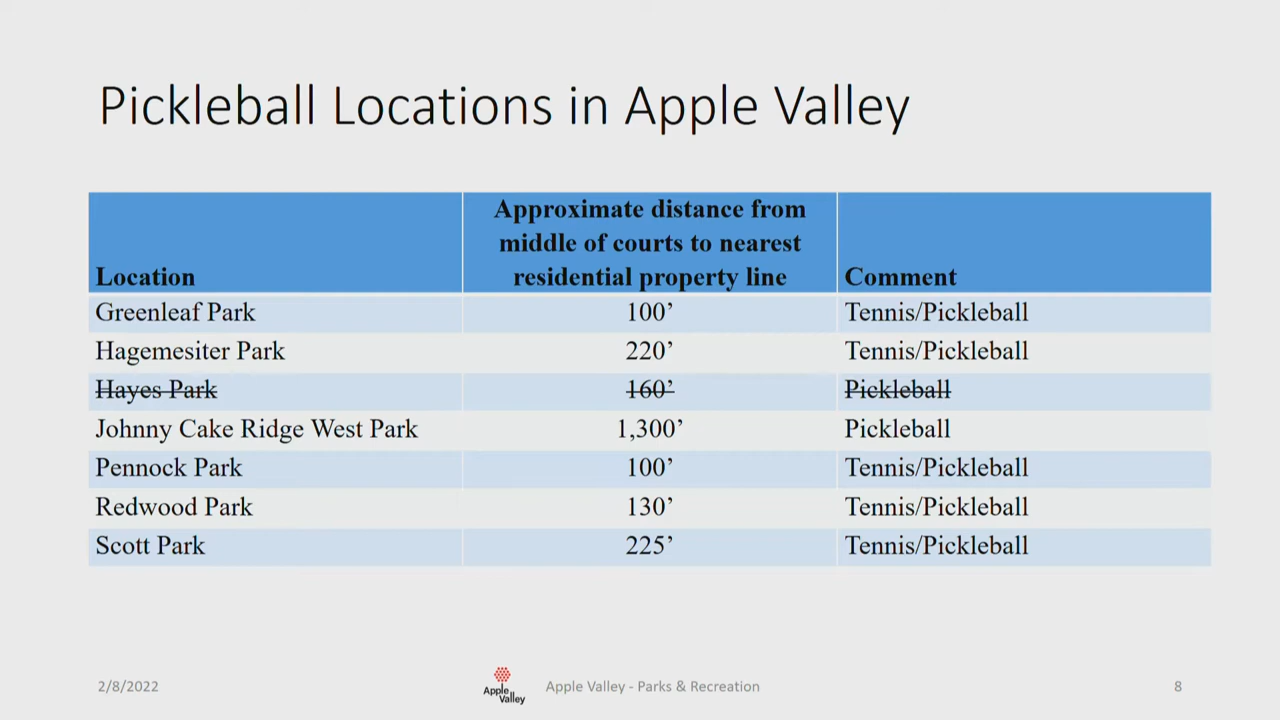 Pickleball Locations in Apple Valley
Approximate distance from
middle of courts to nearest
Location residential property line Comment
Greenleaf Park 100’ Tennis/Pickleball
Hagemesiter Park 220’ Tennis/Pickleball
Hayes Park 160’ Pickleball
Johnny Cake Ridge West Park 1,300’ Pickleball
Pennock Park 100’ Tennis/Pickleball
Redwood Park 130’ Tennis/Pickleball
Scott Park 225’ Tennis/Pickleball
2/8/2022 Apple Valley Apple Valley - Parks & Recreation 8